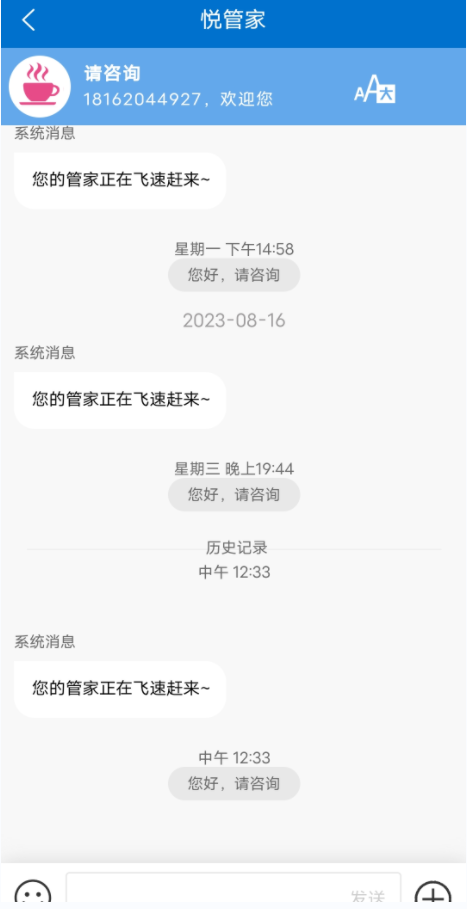 悦管家
请咨询
18162044927，欢迎您
AA大
系统消息
您的管家正在飞速赶来~
星期一 下午14:58
您好，请咨询
2023-08-16
系统消息
您的管家正在飞速赶来~
星期三 晚上19:44
您好，请咨询
历史记录
中午 12:33
系统消息
您的管家正在飞速赶来~
中午 12:33
您好，请咨询
发送